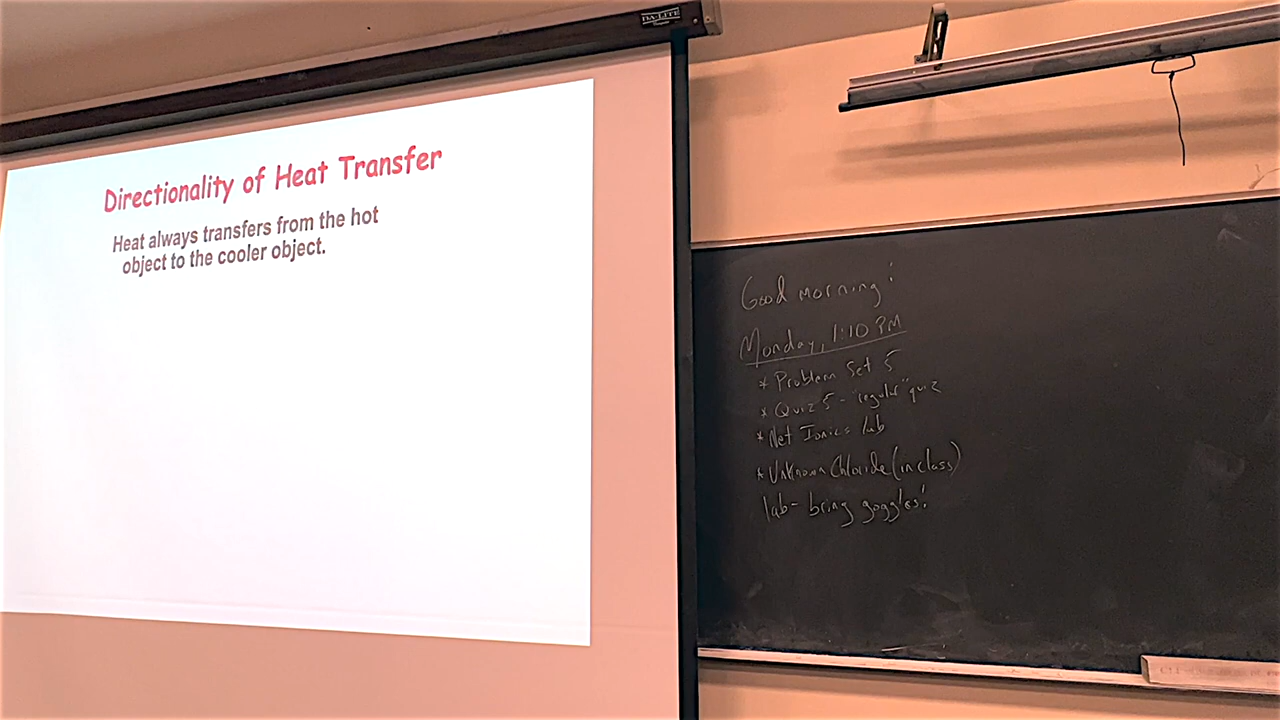 DA-LITE
Directionality of Heat Transfer
Heat always transfers from the hot
object to the cooler object.
Good morning!
Monday, 1:10 PM
* Problem Set 5
* Quiz 5 - "regular" quiz
* Net Ionics lab
* Unknown Chloride (in class)
lab - bring goggles!